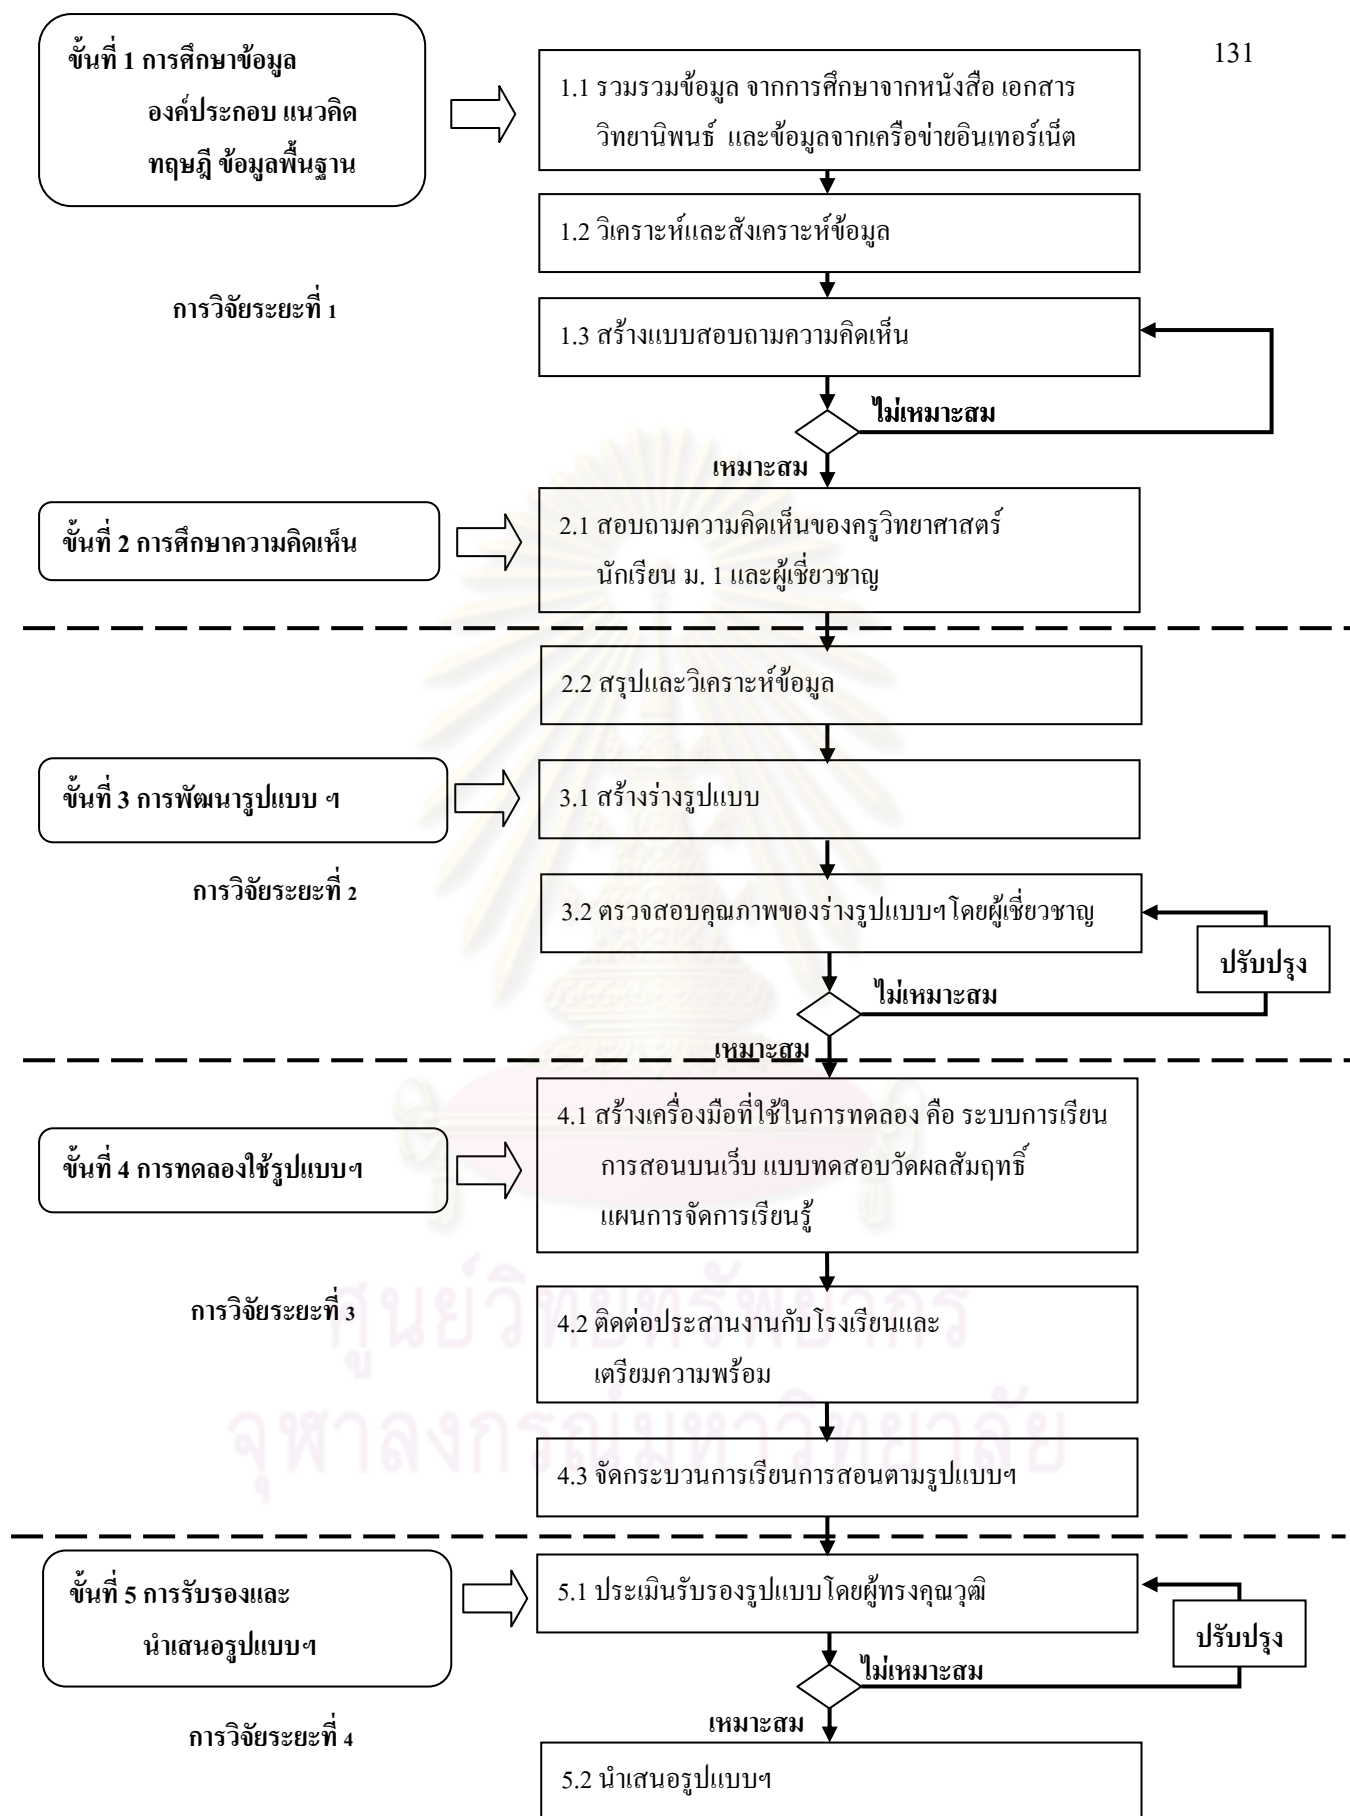 131
ขั้นที่ 1 การศึกษาข้อมูล
องค์ประกอบ แนวคิด
ทฤษฎี ข้อมูลพื้นฐาน
1.1 รวมรวมข้อมูล จากการศึกษาจากหนังสือ เอกสาร
วิทยานิพนธ์ และข้อมูลจากเครือข่ายอินเทอร์เน็ต
1.2 วิเคราะห์และสังเคราะห์ข้อมูล
การวิจัยระยะที่ 1
1.3 สร้างแบบสอบถามความคิดเห็น
ไม่เหมาะสม
เหมาะสม
ขั้นที่ 2 การศึกษาความคิดเห็น
2.1 สอบถามความคิดเห็นของครูวิทยาศาสตร์
นักเรียน ม. 1 และผู้เชี่ยวชาญ
2.2 สรุปและวิเคราะห์ข้อมูล
ขั้นที่ 3 การพัฒนารูปแบบ ฯ
3.1 สร้างร่างรูปแบบ
การวิจัยระยะที่ 2
3.2 ตรวจสอบคุณภาพของร่างรูปแบบฯโดยผู้เชี่ยวชาญ
ปรับปรุง
ไม่เหมาะสม
เหมาะสม
ขั้นที่ 4 การทดลองใช้รูปแบบฯ
4.1 สร้างเครื่องมือที่ใช้ในการทดลอง คือ ระบบการเรียน
การสอนบนเว็บ แบบทดสอบวัดผลสัมฤทธิ์
แผนการจัดการเรียนรู้
การวิจัยระยะที่ 3
4.2 ติดต่อประสานงานกับโรงเรียนและ
เตรียมความพร้อม
ศูนย์วิทยทรัพยากร
จุฬาลงกรณ์มหาวิทยาลัย
4.3 จัดกระบวนการเรียนการสอนตามรูปแบบฯ
ขั้นที่ 5 การรับรองและ
นำเสนอรูปแบบฯ
5.1 ประเมินรับรองรูปแบบโดยผู้ทรงคุณวุฒิ
ปรับปรุง
ไม่เหมาะสม
เหมาะสม
การวิจัยระยะที่ 4
5.2 นำเสนอรูปแบบฯ